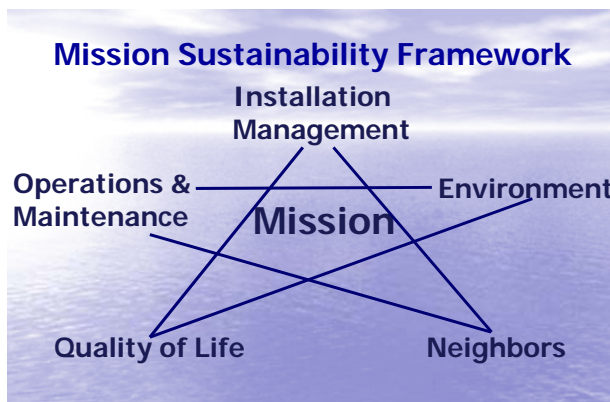 Mission Sustainability Framework
Installation
Management
Operations &
Maintenance
Environment
Mission
Quality of Life
Neighbors